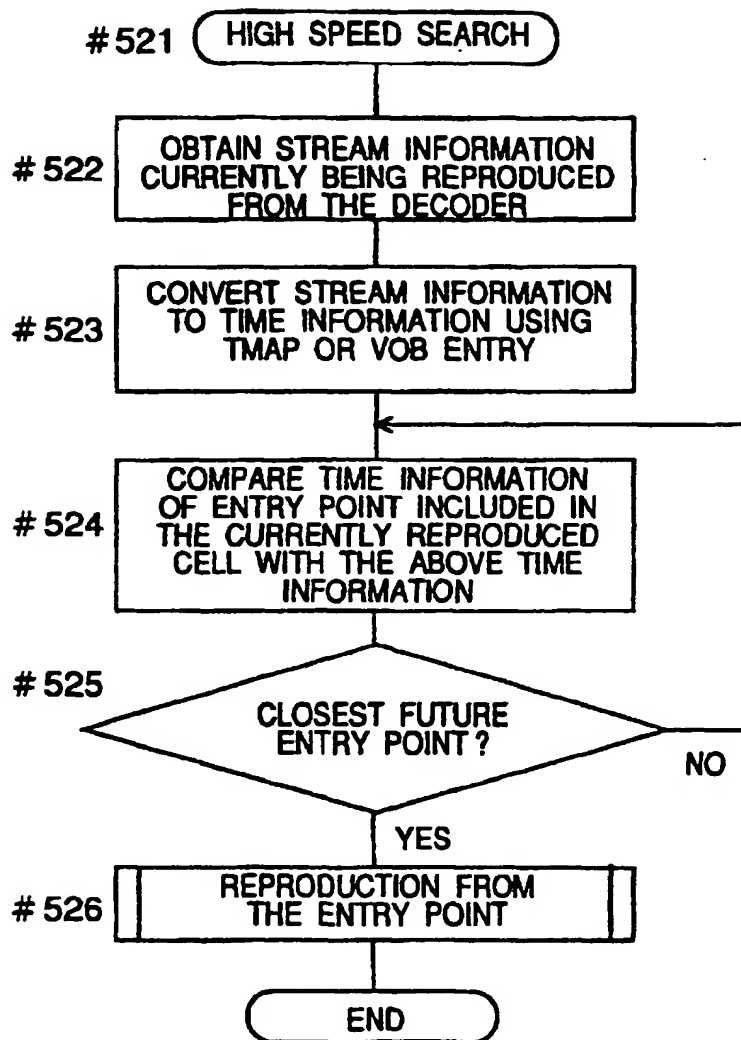 #521 HIGH SPEED SEARCH
#522 OBTAIN STREAM INFORMATION
CURRENTLY BEING REPRODUCED
FROM THE DECODER
#523 CONVERT STREAM INFORMATION
TO TIME INFORMATION USING
TMAP OR VOB ENTRY
#524 COMPARE TIME INFORMATION
OF ENTRY POINT INCLUDED IN
THE CURRENTLY REPRODUCED
CELL WITH THE ABOVE TIME
INFORMATION
#525
CLOSEST FUTURE
ENTRY POINT?
NO
YES
#526 REPRODUCTION FROM
THE ENTRY POINT
END